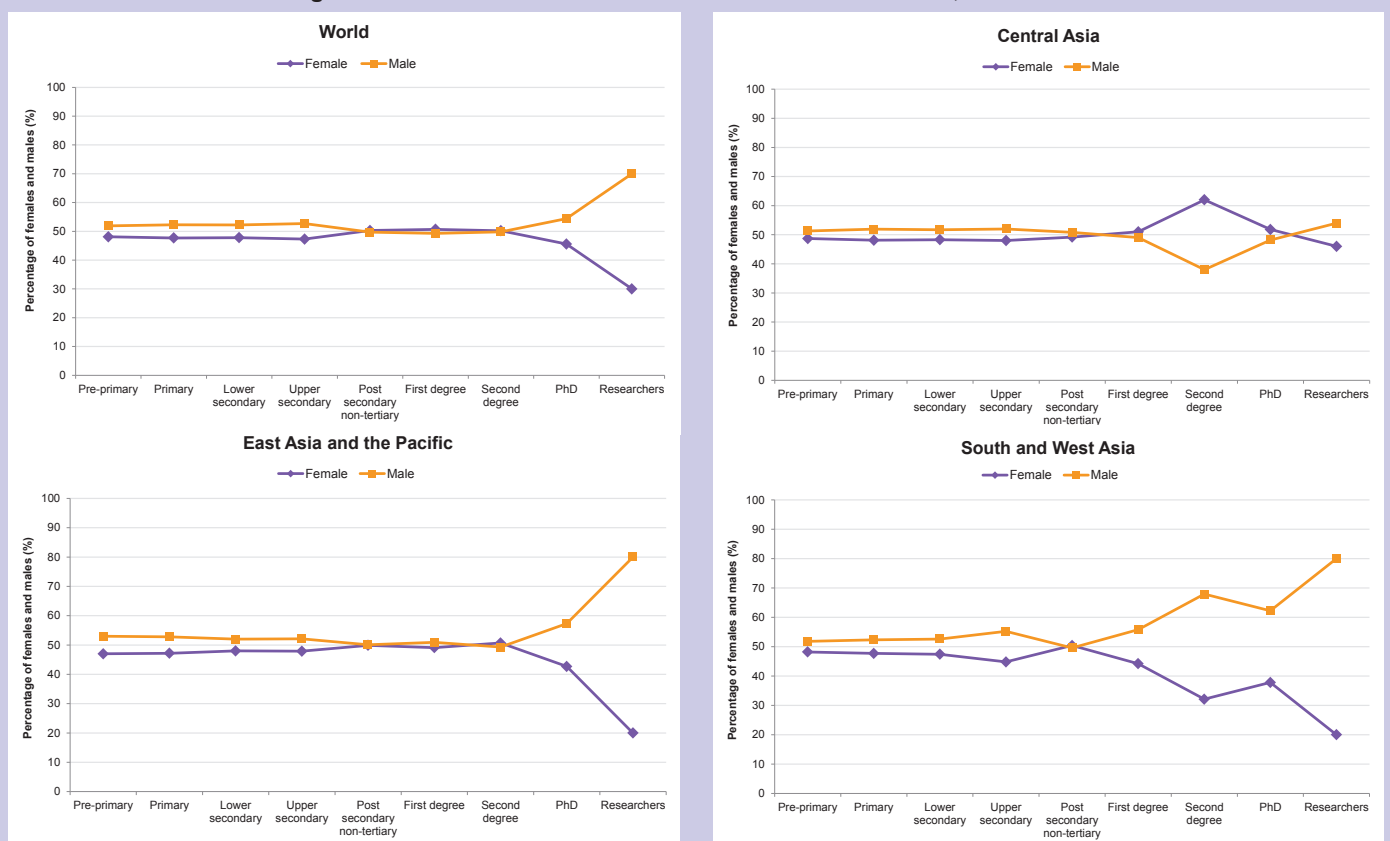 World
Female Male
Percentage of females and males (%)
100
90
80
70
60
50
40
30
20
10
0
Pre-primary Primary Lower secondary Upper secondary Post secondary non-tertiary First degree Second degree PhD Researchers
Central Asia
Female Male
Percentage of females and males (%)
100
90
80
70
60
50
40
30
20
10
0
Pre-primary Primary Lower secondary Upper secondary Post secondary non-tertiary First degree Second degree PhD Researchers
East Asia and the Pacific
Female Male
Percentage of females and males (%)
100
90
80
70
60
50
40
30
20
10
0
Pre-primary Primary Lower secondary Upper secondary Post secondary non-tertiary First degree Second degree PhD Researchers
South and West Asia
Female Male
Percentage of females and males (%)
100
90
80
70
60
50
40
30
20
10
0
Pre-primary Primary Lower secondary Upper secondary Post secondary non-tertiary First degree Second degree PhD Researchers